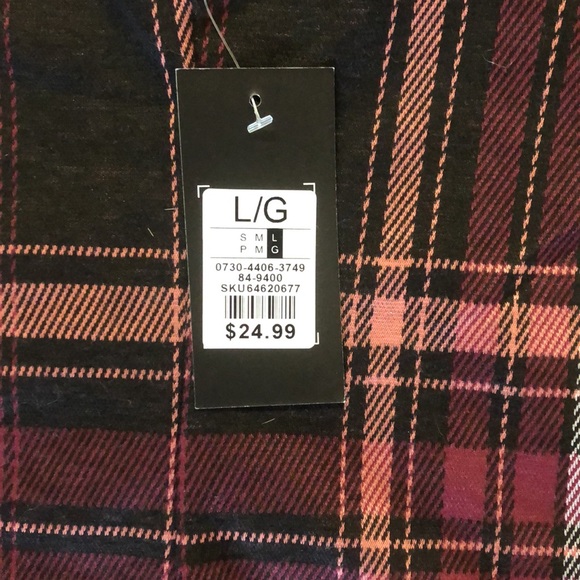 L/G
S M L
P M G
0730-4406-3749
84-9400
SKU64620677
$24.99